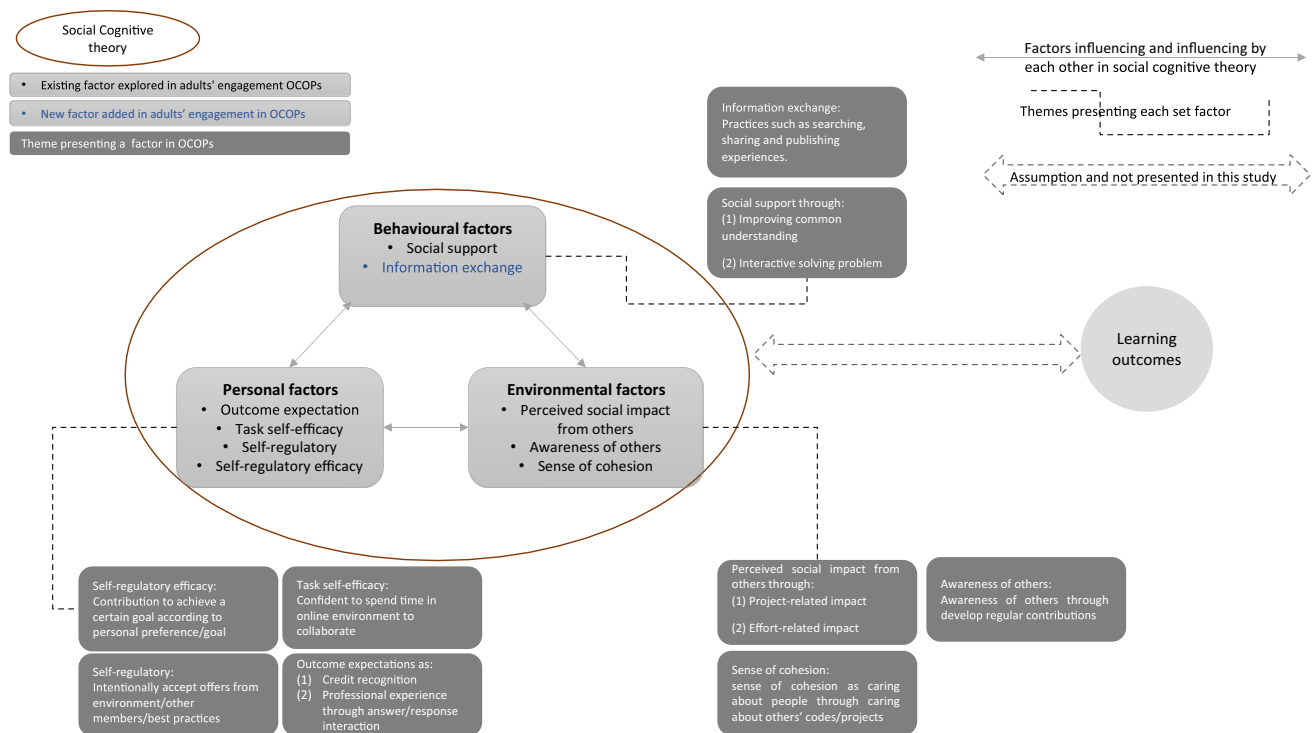 Social Cognitive
theory
• Existing factor explored in adults' engagement OCOPs
• New factor added in adults' engagement in OCOPs
Theme presenting a factor in OCOPs
Factors influencing and influencing by
each other in social cognitive theory
Themes presenting each set factor
Assumption and not presented in this study
Information exchange:
Practices such as searching,
sharing and publishing
experiences.
Social support through:
(1) Improving common
understanding
(2) Interactive solving problem
Behavioural factors
• Social support
• Information exchange
Personal factors
• Outcome expectation
• Task self-efficacy
• Self-regulatory
• Self-regulatory efficacy
Environmental factors
• Perceived social impact
from others
• Awareness of others
• Sense of cohesion
Learning
outcomes
Self-regulatory efficacy:
Contribution to achieve a
certain goal according to
personal preference/goal
Task self-efficacy:
Confident to spend time in
online environment to
collaborate
Self-regulatory:
Intentionally accept offers from
environment/other
members/best practices
Outcome expectations as:
(1) Credit recognition
(2) Professional experience
through answer/response
interaction
Perceived social impact from
others through:
(1) Project-related impact
(2) Effort-related impact
Awareness of others:
Awareness of others through
develop regular contributions
Sense of cohesion:
sense of cohesion as caring
about people through caring
about others' codes/projects